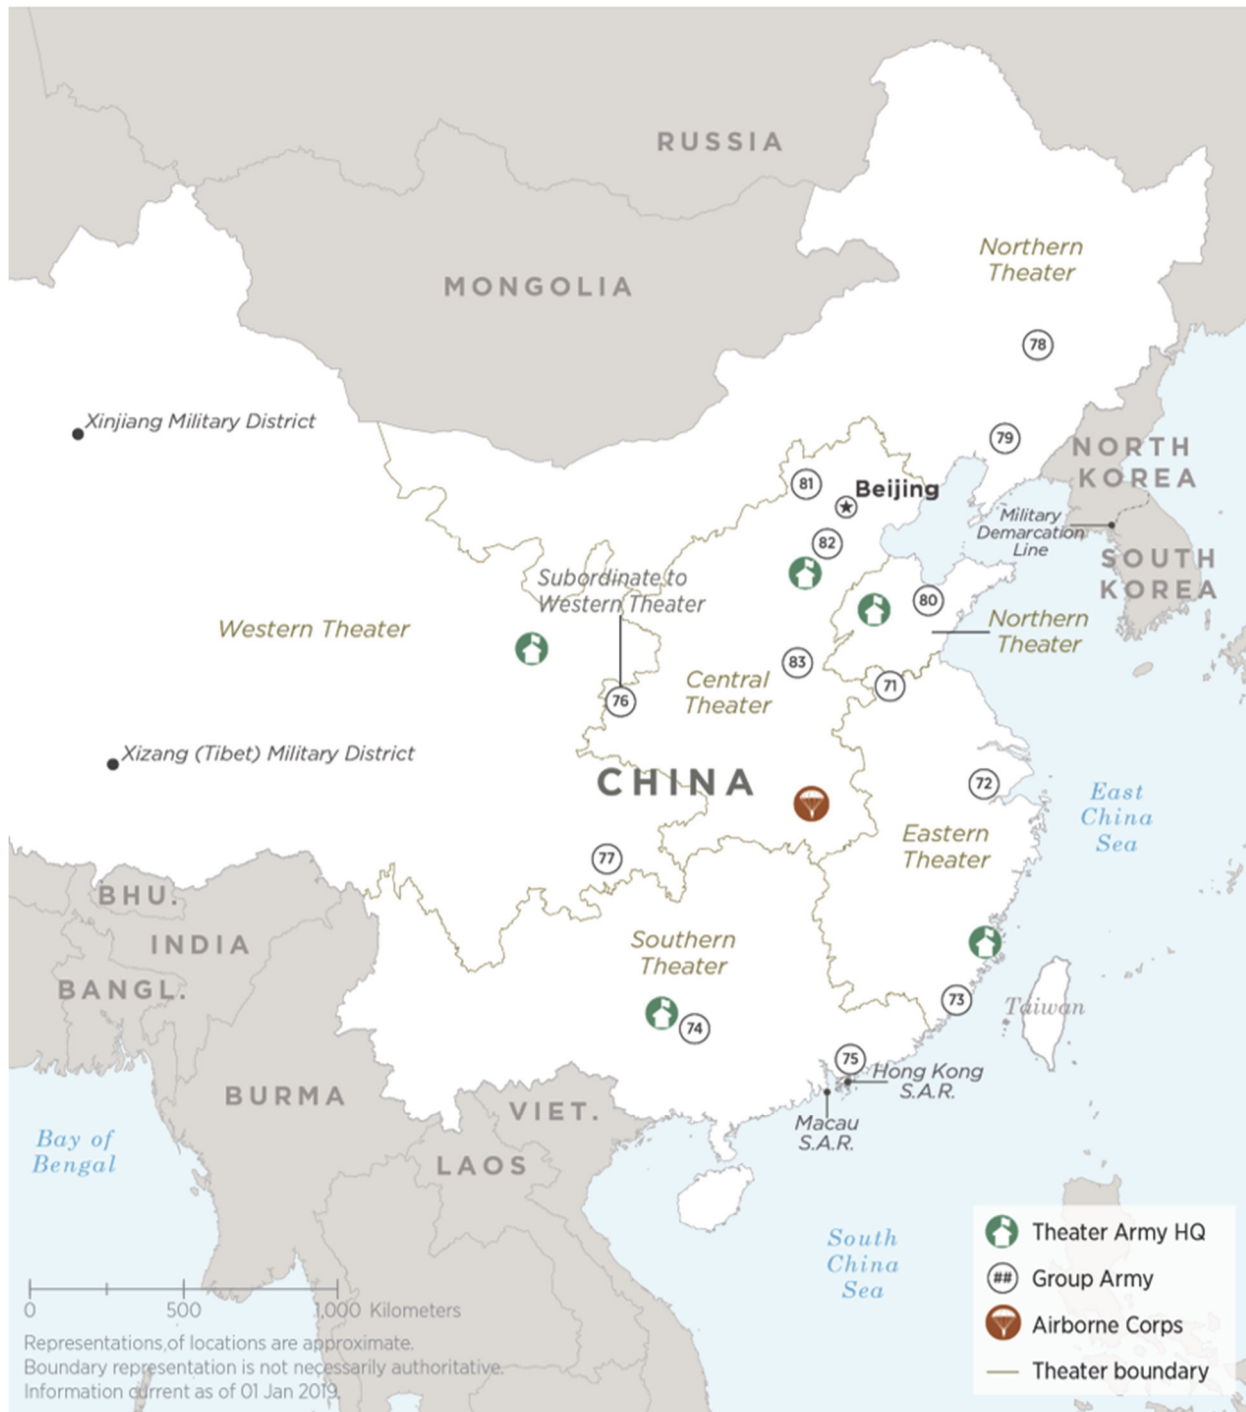 RUSSIA
MONGOLIA
Northern
Theater
78
Xinjiang Military District
79
NORTH
KOREA
81
Beijing
82
Military
Demarcation
Line
SOUTH
KOREA
Subordinate to
Western Theater
80
Northern
Theater
Western Theater
83
71
76
Central
Theater
Xizang (Tibet) Military District
CHINA
72
East
China
Sea
Eastern
Theater
77
BHU.
INDIA
BANGL.
Southern
Theater
74
73
Taiwan
75
Hong Kong
S.A.R.
Macau
S.A.R.
BURMA
VIET.
LAOS
Bay of
Bengal
South
China
Sea
Theater Army HQ
## Group Army
Airborne Corps
Theater boundary
0 500 1,000 Kilometers
Representations of locations are approximate.
Boundary representation is not necessarily authoritative.
Information current as of 01 Jan 2019.